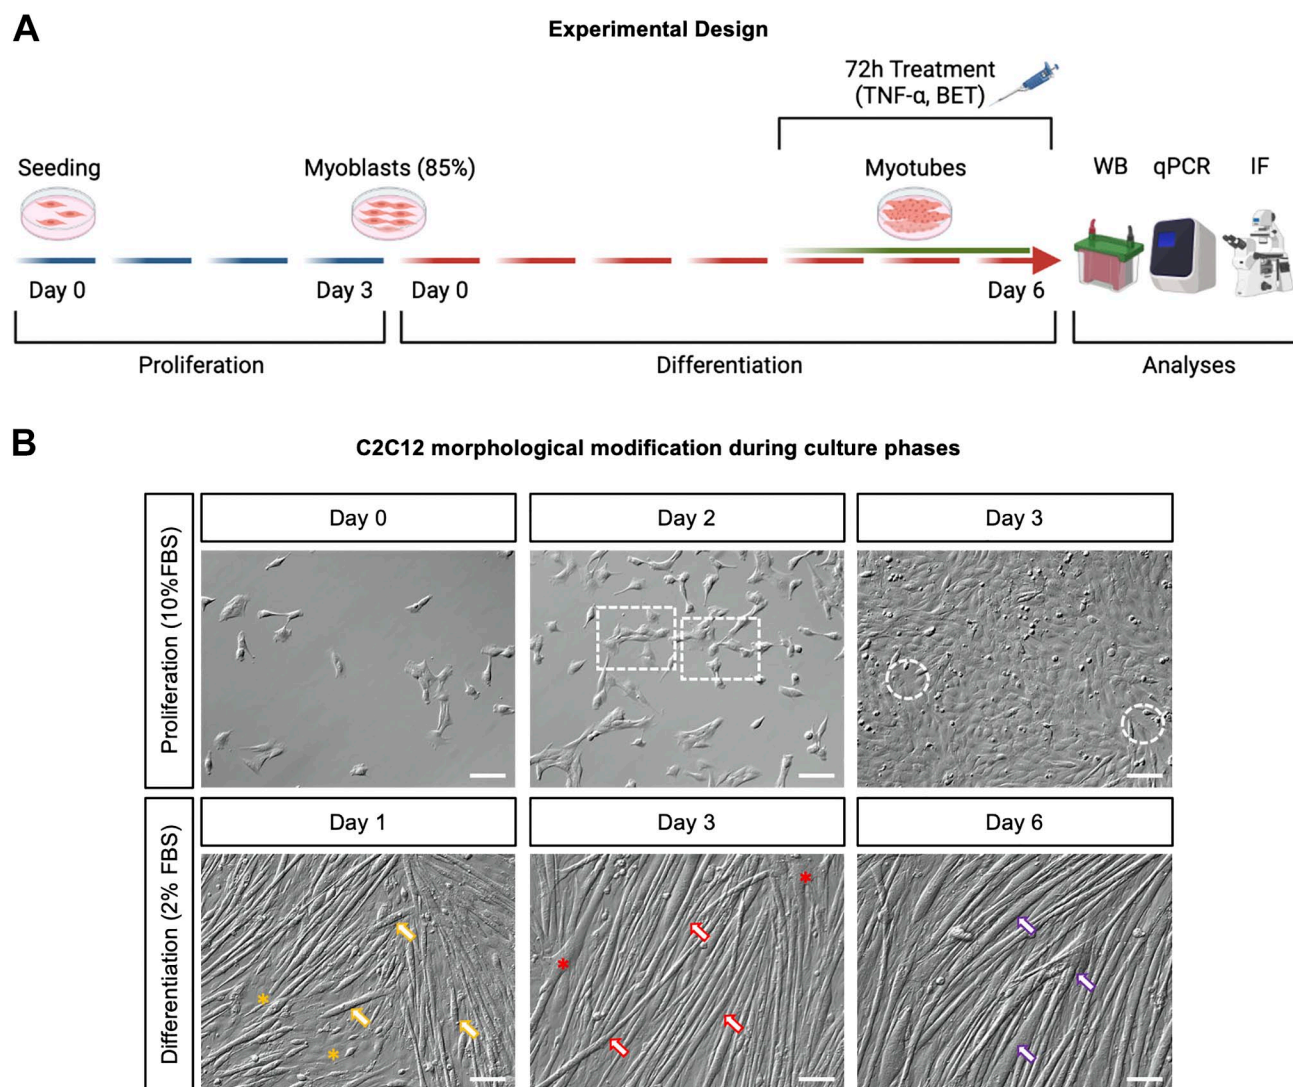 A
Experimental Design
72h Treatment
(TNF-α, BET)
Seeding
Myoblasts (85%)
Myotubes
WB
qPCR
IF
Day 0
Day 3
Day 0
Day 6
Proliferation
Differentiation
Analyses
B
C2C12 morphological modification during culture phases
Proliferation (10%FBS)
Day 0
Day 2
Day 3
Differentiation (2% FBS)
Day 1
Day 3
Day 6